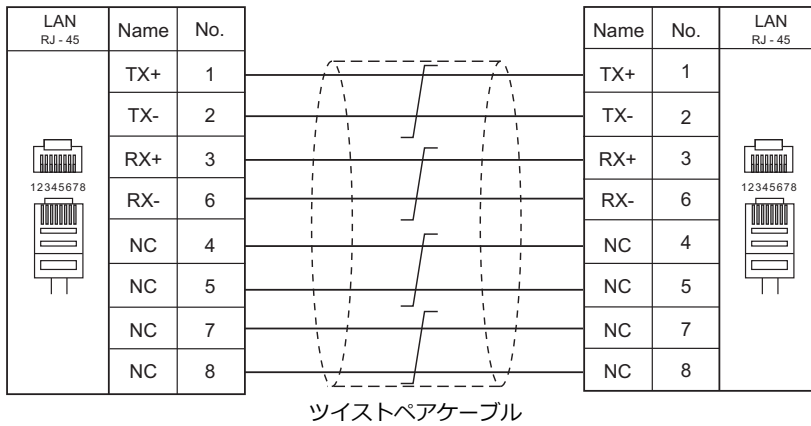 LAN
RJ - 45
Name No.
TX+ 1
TX- 2
RX+ 3
RX- 6
NC 4
NC 5
NC 7
NC 8
12345678
Name No.
LAN
RJ - 45
TX+ 1
TX- 2
RX+ 3
RX- 6
NC 4
NC 5
NC 7
NC 8
12345678
ツイストペアケーブル